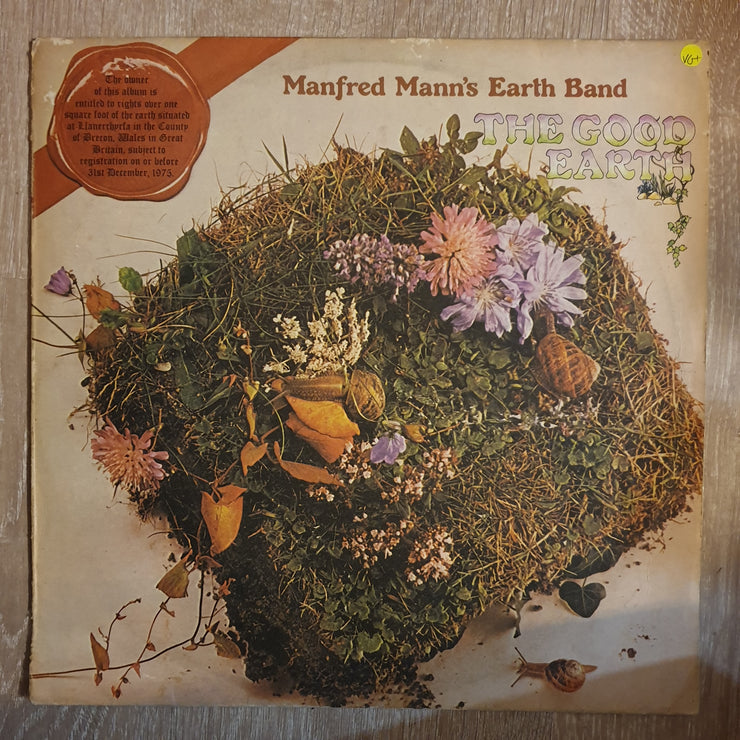 The owner
of this album is
entitled to rights over one
square foot of the earth situated
at Llanerchyrfa in the County
of Brecon, Wales in Great
Britain, subject to
registration on or before
31st December, 1975.
Manfred Mann's Earth Band
THE GOOD
EARTH
VG+